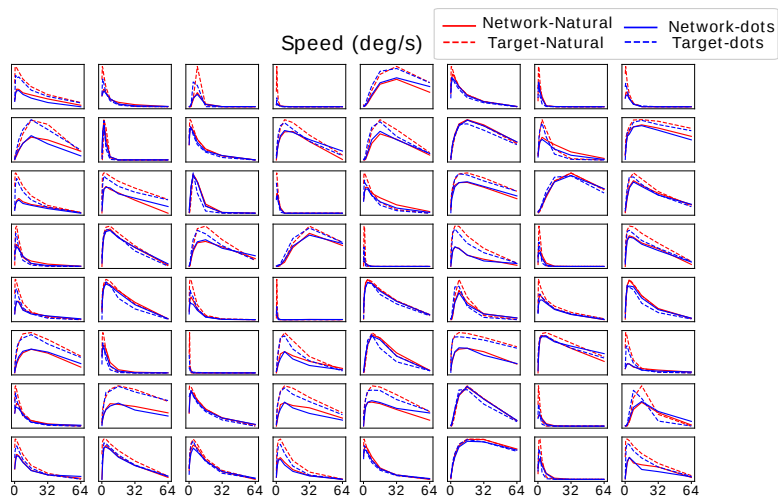 Network-Natural Network-dots
Speed (deg/s) Target-Natural Target-dots
0 32 64 0 32 64 0 32 64 0 32 64 0 32 64 0 32 64 0 32 64 0 32 64